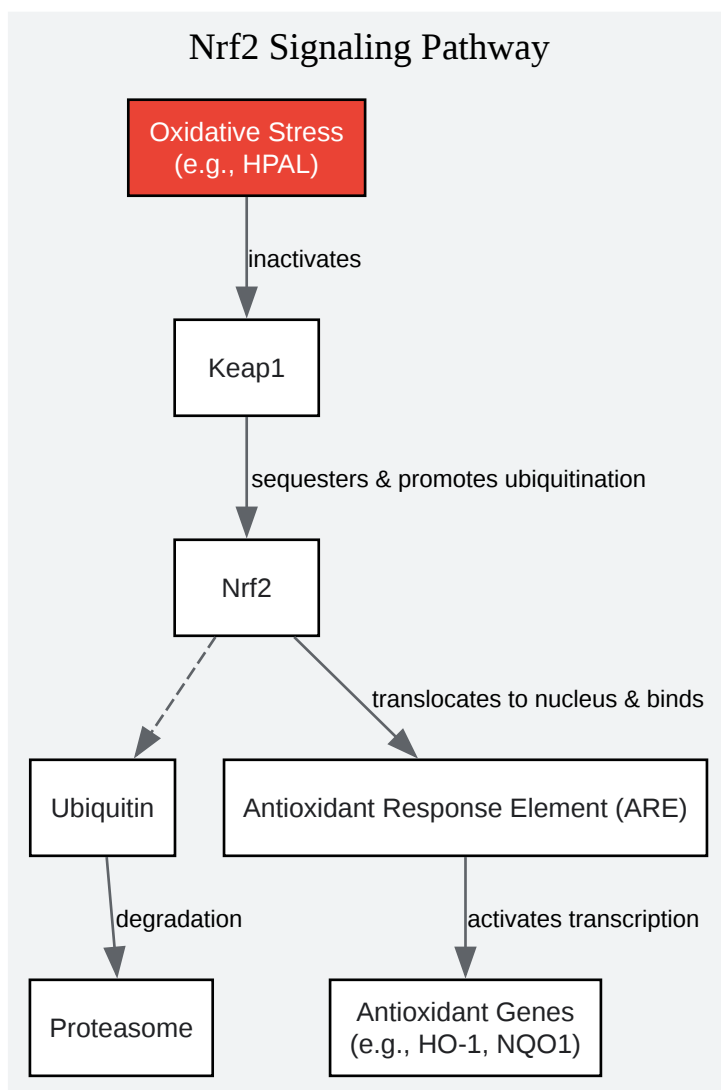 Nrf2 Signaling Pathway
Oxidative Stress
(e.g., HPAL)
inactivates
Keap1
sequesters & promotes ubiquitination
Nrf2
translocates to nucleus & binds
Ubiquitin
Antioxidant Response Element (ARE)
degradation
activates transcription
Proteasome
Antioxidant Genes
(e.g., HO-1, NQO1)